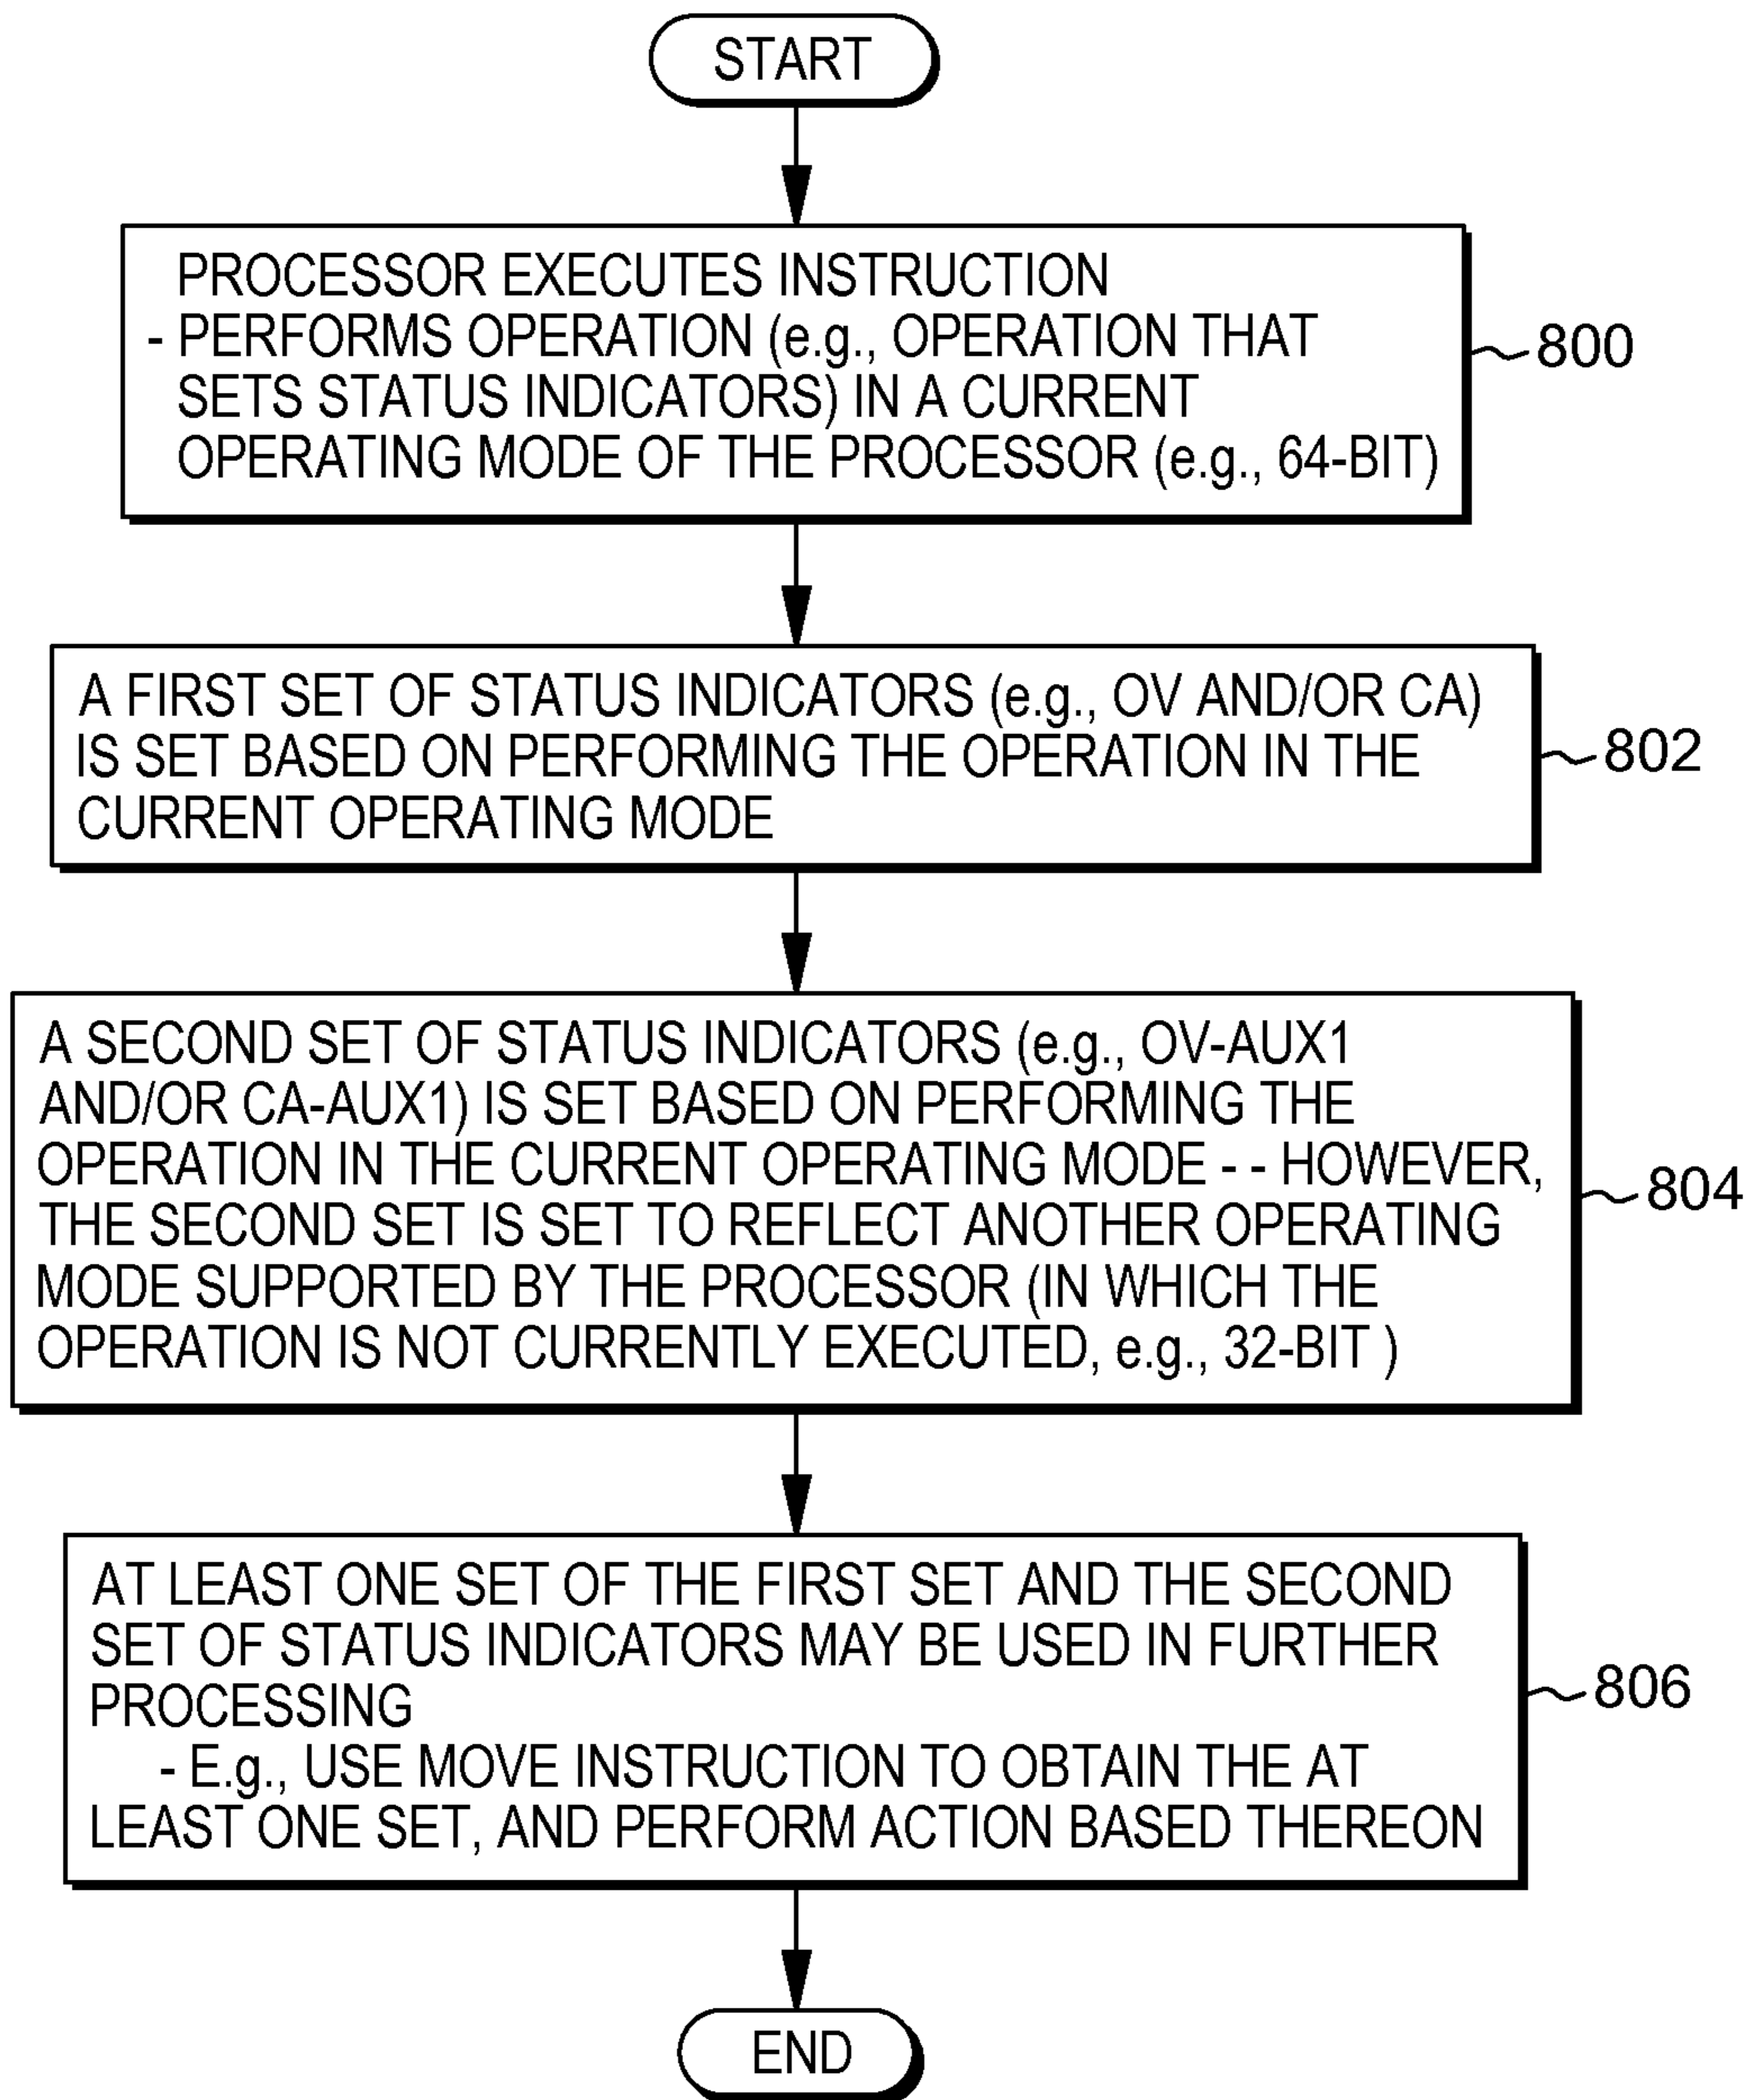 START
PROCESSOR EXECUTES INSTRUCTION
- PERFORMS OPERATION (e.g., OPERATION THAT
SETS STATUS INDICATORS) IN A CURRENT
OPERATING MODE OF THE PROCESSOR (e.g., 64-BIT)
800
A FIRST SET OF STATUS INDICATORS (e.g., OV AND/OR CA)
IS SET BASED ON PERFORMING THE OPERATION IN THE
CURRENT OPERATING MODE
802
A SECOND SET OF STATUS INDICATORS (e.g., OV-AUX1
AND/OR CA-AUX1) IS SET BASED ON PERFORMING THE
OPERATION IN THE CURRENT OPERATING MODE - - HOWEVER,
THE SECOND SET IS SET TO REFLECT ANOTHER OPERATING
MODE SUPPORTED BY THE PROCESSOR (IN WHICH THE
OPERATION IS NOT CURRENTLY EXECUTED, e.g., 32-BIT )
804
AT LEAST ONE SET OF THE FIRST SET AND THE SECOND
SET OF STATUS INDICATORS MAY BE USED IN FURTHER
PROCESSING
- E.g., USE MOVE INSTRUCTION TO OBTAIN THE AT
LEAST ONE SET, AND PERFORM ACTION BASED THEREON
806
END